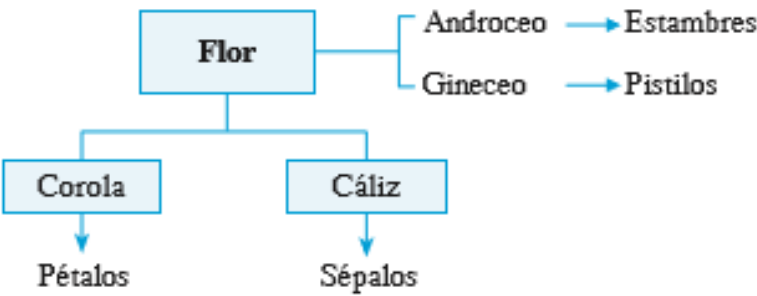 Androceo Estambres
Flor
Gineceo Pistilos
Corola Cáliz
Pétalos Sépalos